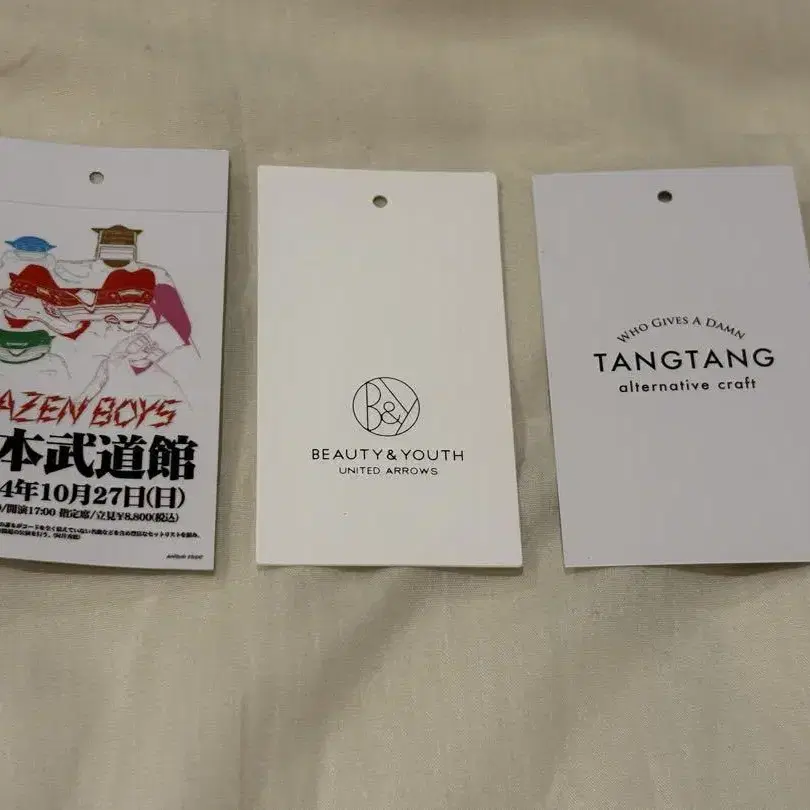 AZEN BOYS
本武道館
4年10月27日(日)
/開演17:00 指定席/立見¥8,800(税込)
B&Y
BEAUTY & YOUTH
UNITED ARROWS
WHO GIVES A DAMN
TANGTANG
alternative craft